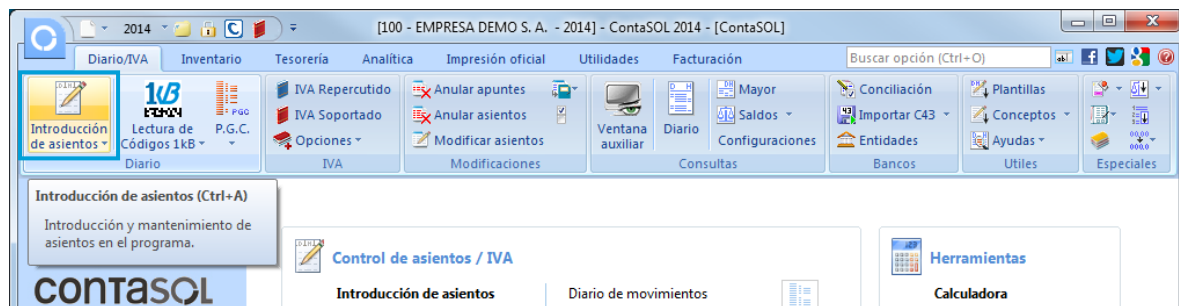 2014
[100 - EMPRESA DEMO S. A. - 2014] - ContaSOL 2014 - [ContaSOL]
Diario/IVA Inventario Tesorería Analítica Impresión oficial Utilidades Facturación Buscar opción (Ctrl+O)
IVA Repercutido Anular apuntes Mayor Conciliación Plantillas
1kB PGC
IVA Soportado Anular asientos Saldos Importar C43 Conceptos
Introducción de asientos
Lectura de Códigos 1kB
P.G.C.
Opciones Modificar asientos
Ventana auxiliar
Diario
Configuraciones Entidades Ayudas
Diario IVA Modificaciones Consultas Bancos Utiles Especiales
Introducción de asientos (Ctrl+A)
Introducción y mantenimiento de
asientos en el programa.
Control de asientos / IVA Herramientas
contasol
Introducción de asientos Diario de movimientos Calculadora